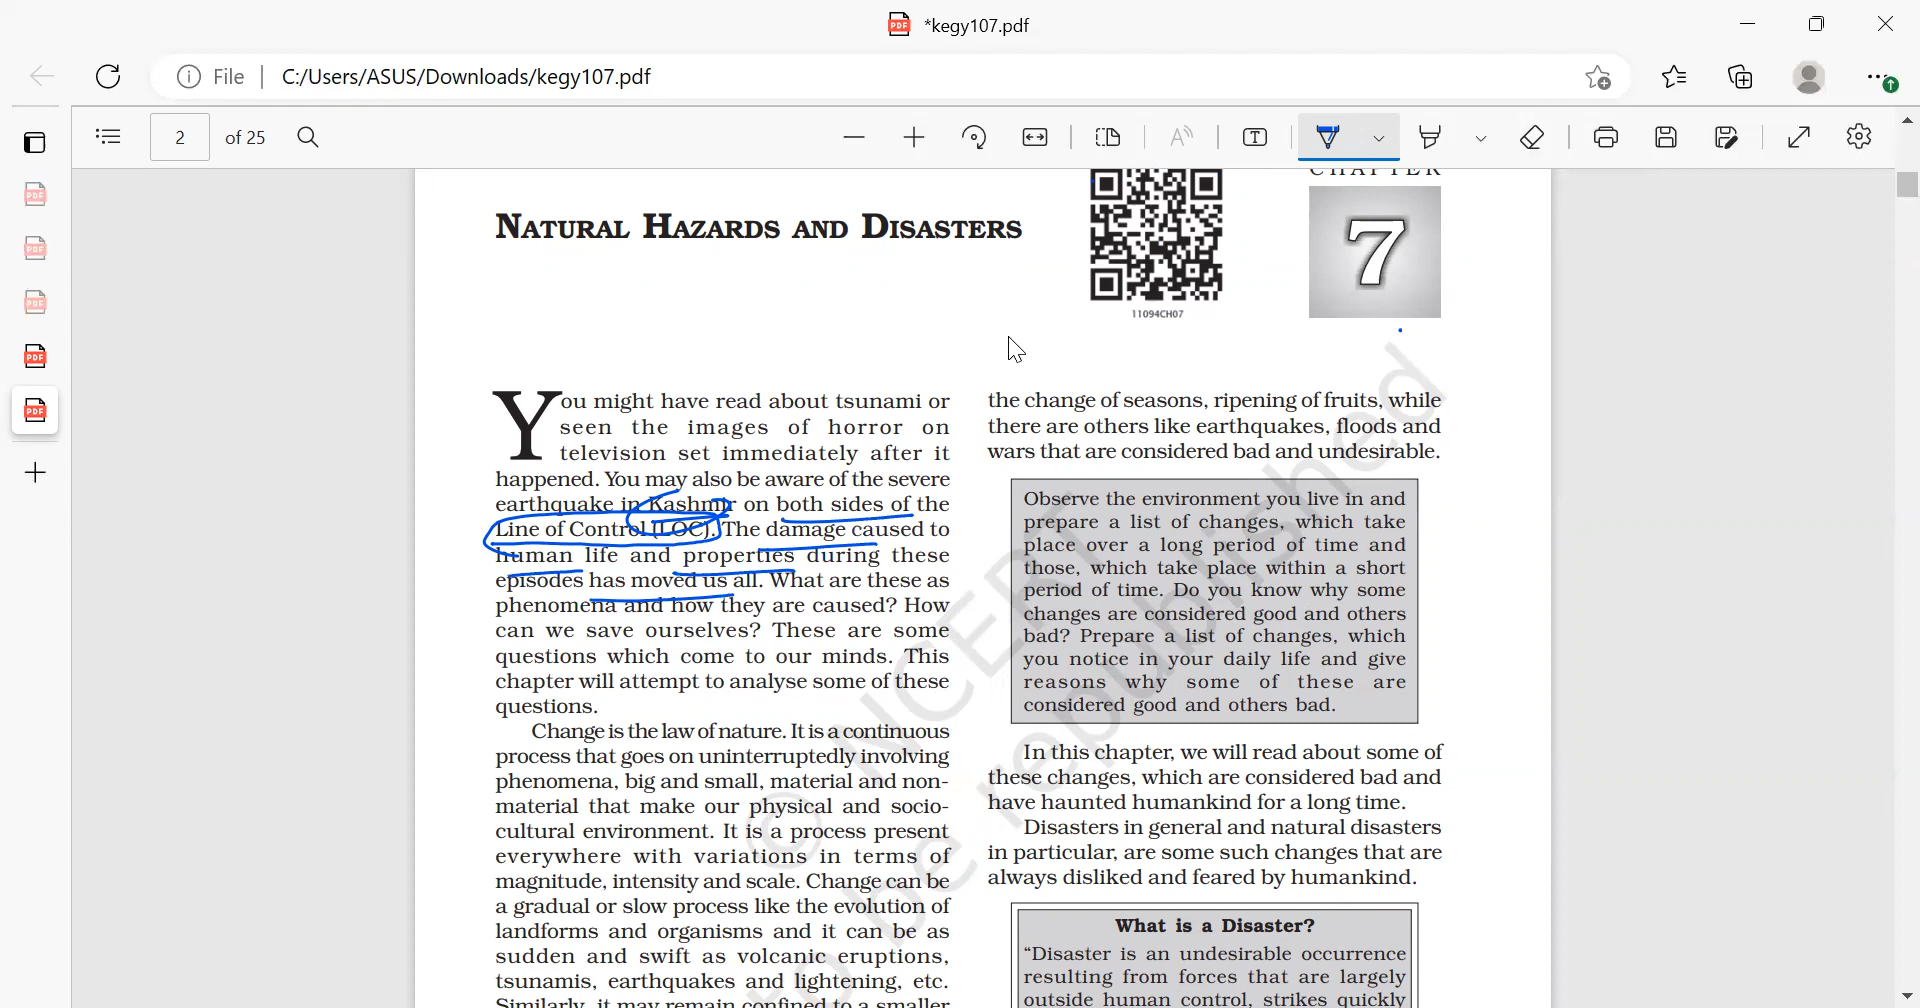 *kegy107.pdf
File
C:/Users/ASUS/Downloads/kegy107.pdf
2 of 25
CHAPTER
NATURAL HAZARDS AND DISASTERS
7
11094CH07
You might have read about tsunami or
seen the images of horror on
television set immediately after it
happened. You may also be aware of the severe
earthquake in Kashmir on both sides of the
Line of Control (LOC). The damage caused to
human life and properties during these
episodes has moved us all. What are these as
phenomena and how they are caused? How
can we save ourselves? These are some
questions which come to our minds. This
chapter will attempt to analyse some of these
questions.
Change is the law of nature. It is a continuous
process that goes on uninterruptedly involving
phenomena, big and small, material and non-
material that make our physical and socio-
cultural environment. It is a process present
everywhere with variations in terms of
magnitude, intensity and scale. Change can be
a gradual or slow process like the evolution of
landforms and organisms and it can be as
sudden and swift as volcanic eruptions,
tsunamis, earthquakes and lightening, etc.
Similarly, it may remain confined to a smaller
the change of seasons, ripening of fruits, while
there are others like earthquakes, floods and
wars that are considered bad and undesirable.
Observe the environment you live in and
prepare a list of changes, which take
place over a long period of time and
those, which take place within a short
period of time. Do you know why some
changes are considered good and others
bad? Prepare a list of changes, which
you notice in your daily life and give
reasons why some of these are
considered good and others bad.
In this chapter, we will read about some of
these changes, which are considered bad and
have haunted humankind for a long time.
Disasters in general and natural disasters
in particular, are some such changes that are
always disliked and feared by humankind.
What is a Disaster?
“Disaster is an undesirable occurrence
resulting from forces that are largely
outside human control, strikes quickly
© NCERT
to be republished